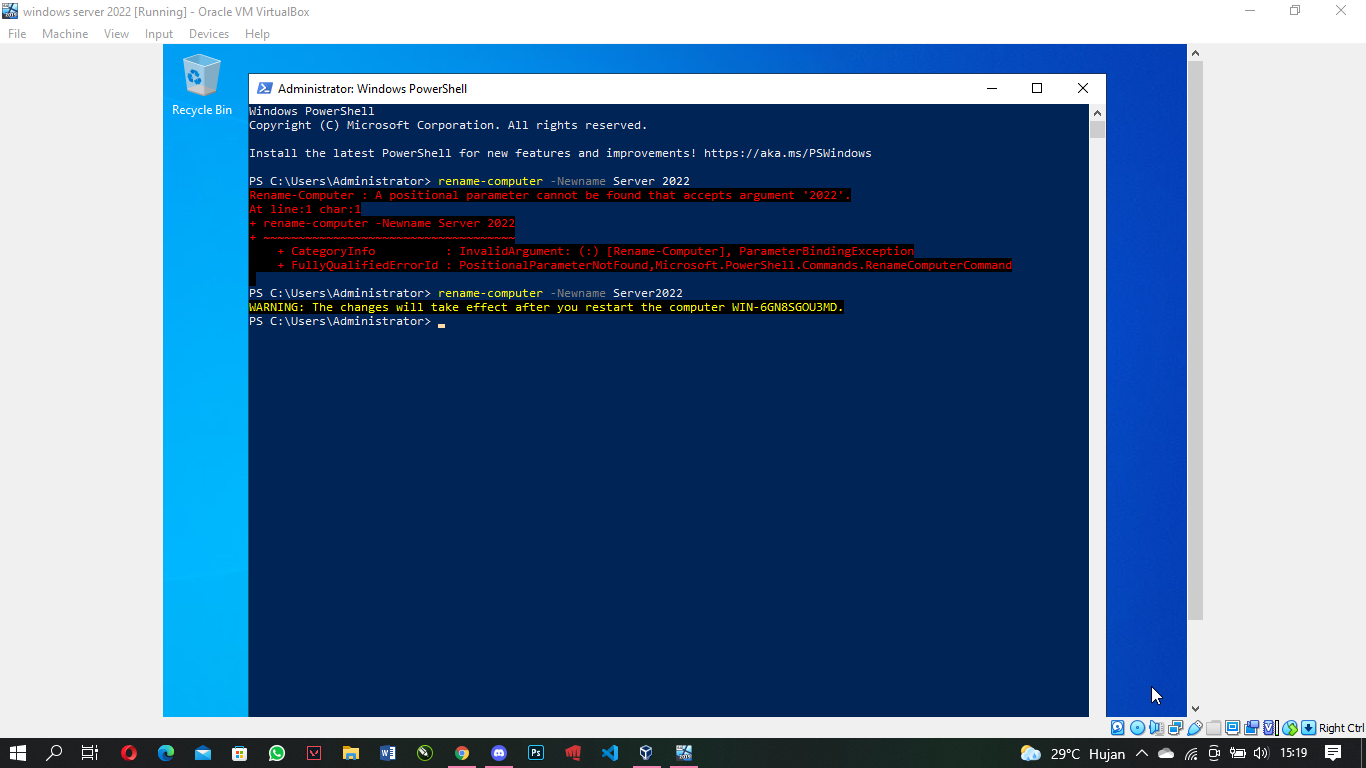 windows server 2022 [Running] - Oracle VM VirtualBox
File Machine View Input Devices Help
Recycle Bin
Administrator: Windows PowerShell
Windows PowerShell
Copyright (C) Microsoft Corporation. All rights reserved.
Install the latest PowerShell for new features and improvements! https://aka.ms/PSWindows
PS C:\Users\Administrator> rename-computer -Newname Server 2022
Rename-Computer : A positional parameter cannot be found that accepts argument '2022'.
At line:1 char:1
+ rename-computer -Newname Server 2022
+ ~~~~~~~~~~~~~~~~~~~~~~~~~~~~~~~~~~~~
+ CategoryInfo : InvalidArgument: (:) [Rename-Computer], ParameterBindingException
+ FullyQualifiedErrorId : PositionalParameterNotFound,Microsoft.PowerShell.Commands.RenameComputerCommand
PS C:\Users\Administrator> rename-computer -Newname Server2022
WARNING: The changes will take effect after you restart the computer WIN-6GN8SGOU3MD.
PS C:\Users\Administrator>
Right Ctrl
29°C Hujan 15:19